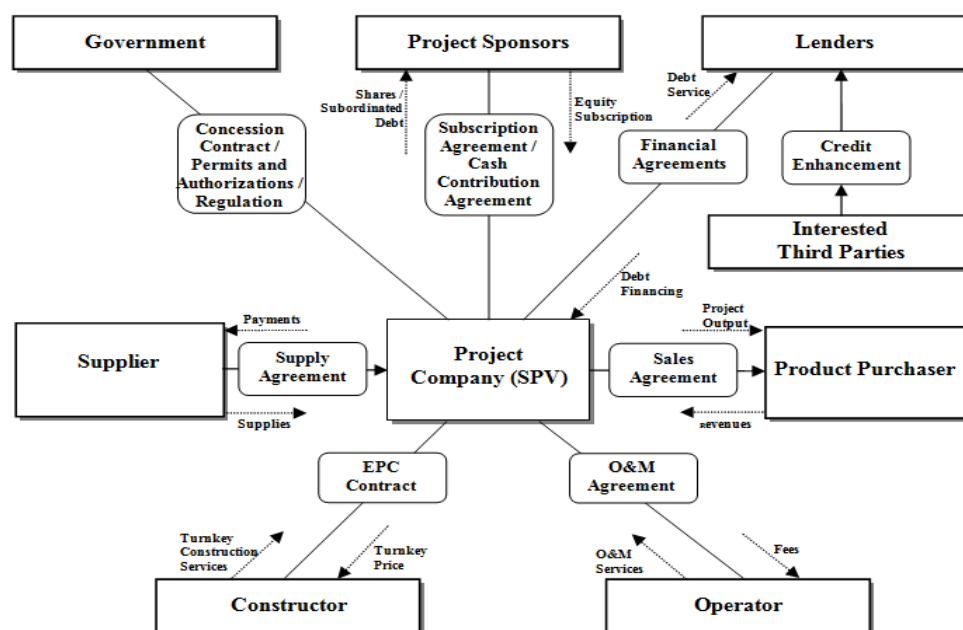 Government
Project Sponsors
Lenders
Shares /
Subordinated
Debt
Equity
Subscription
Debt
Service
Concession
Contract /
Permits and
Authorizations /
Regulation
Subscription
Agreement /
Cash
Contribution
Agreement
Financial
Agreements
Credit
Enhancement
Interested
Third Parties
Debt
Financing
Payments
Project
Output
Supplier
Supply
Agreement
Project
Company (SPV)
Sales
Agreement
Product Purchaser
Supplies
Revenues
EPC
Contract
O&M
Agreement
Turnkey
Construction
Services
Turnkey
Price
O&M
Services
Fees
Constructor
Operator